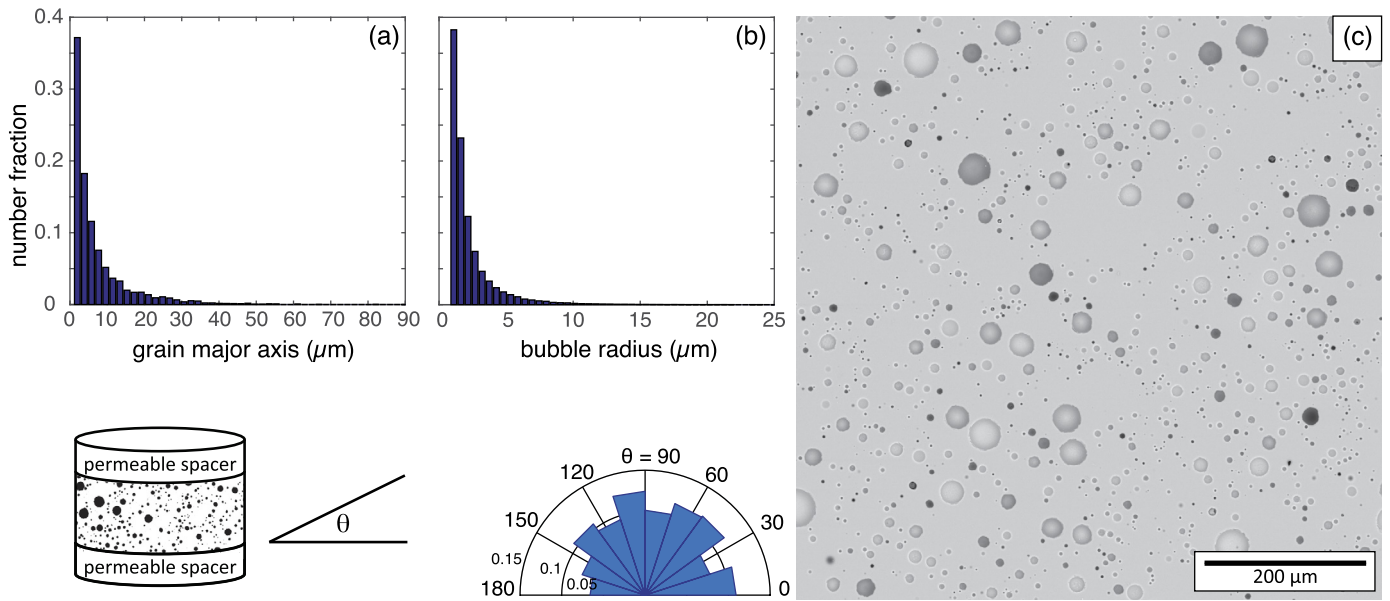 (a)
number fraction
0.4
0.3
0.2
0.1
0
0 10 20 30 40 50 60 70 80 90
grain major axis (µm)
(b)
0 5 10 15 20 25
bubble radius (µm)
(c)
200 µm
permeable spacer
permeable spacer
θ
θ = 90
120
60
150
30
0.15
0.1
0.05
180
0